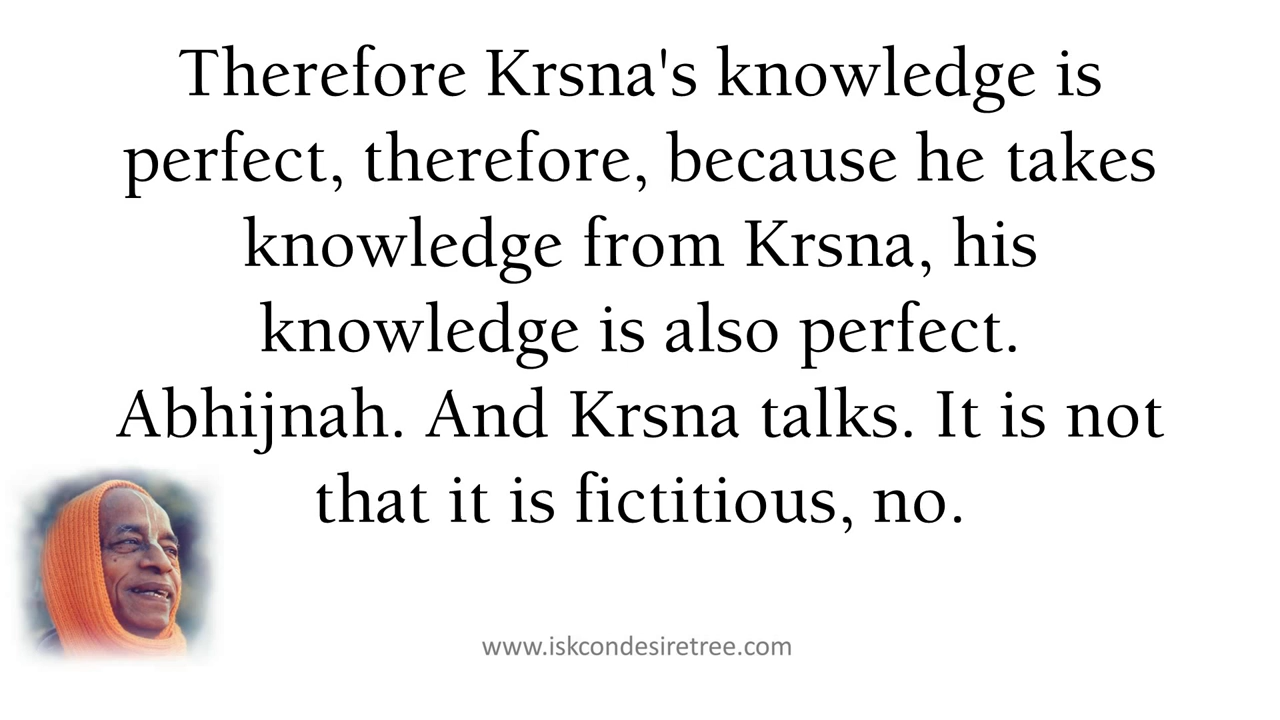 Therefore Krsna's knowledge is
perfect, therefore, because he takes
knowledge from Krsna, his
knowledge is also perfect.
Abhijnah. And Krsna talks. It is not
that it is fictitious, no.
www.iskcondesiretree.com